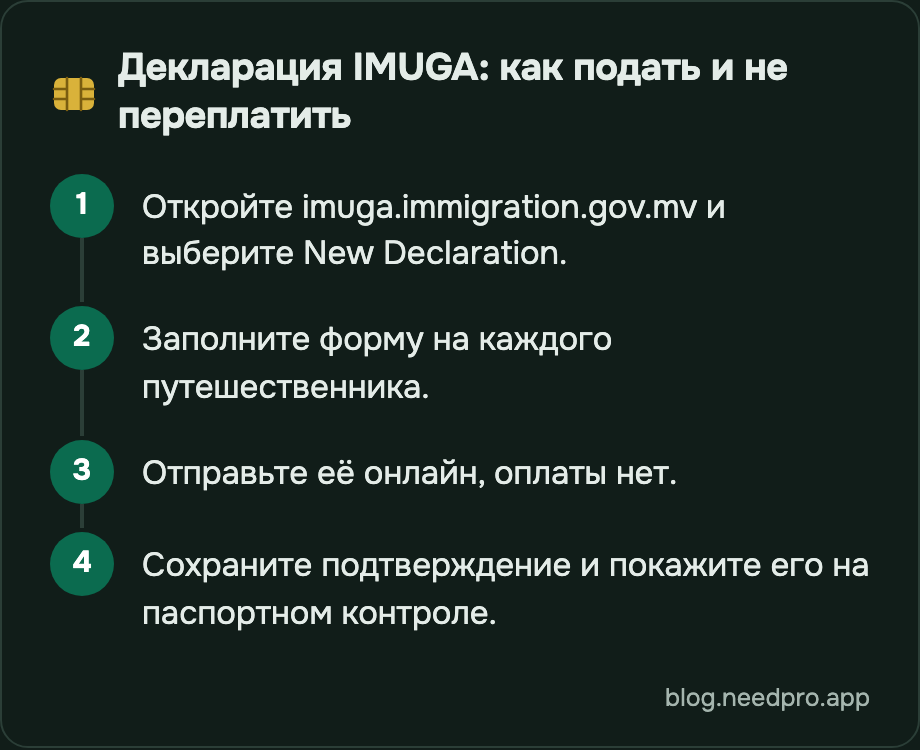 Декларация IMUGA: как подать и не
переплатить
1
Откройте imuga.immigration.gov.mv и
выберите New Declaration.
2
Заполните форму на каждого
путешественника.
3
Отправьте её онлайн, оплаты нет.
4
Сохраните подтверждение и покажите его на
паспортном контроле.
blog.needpro.app